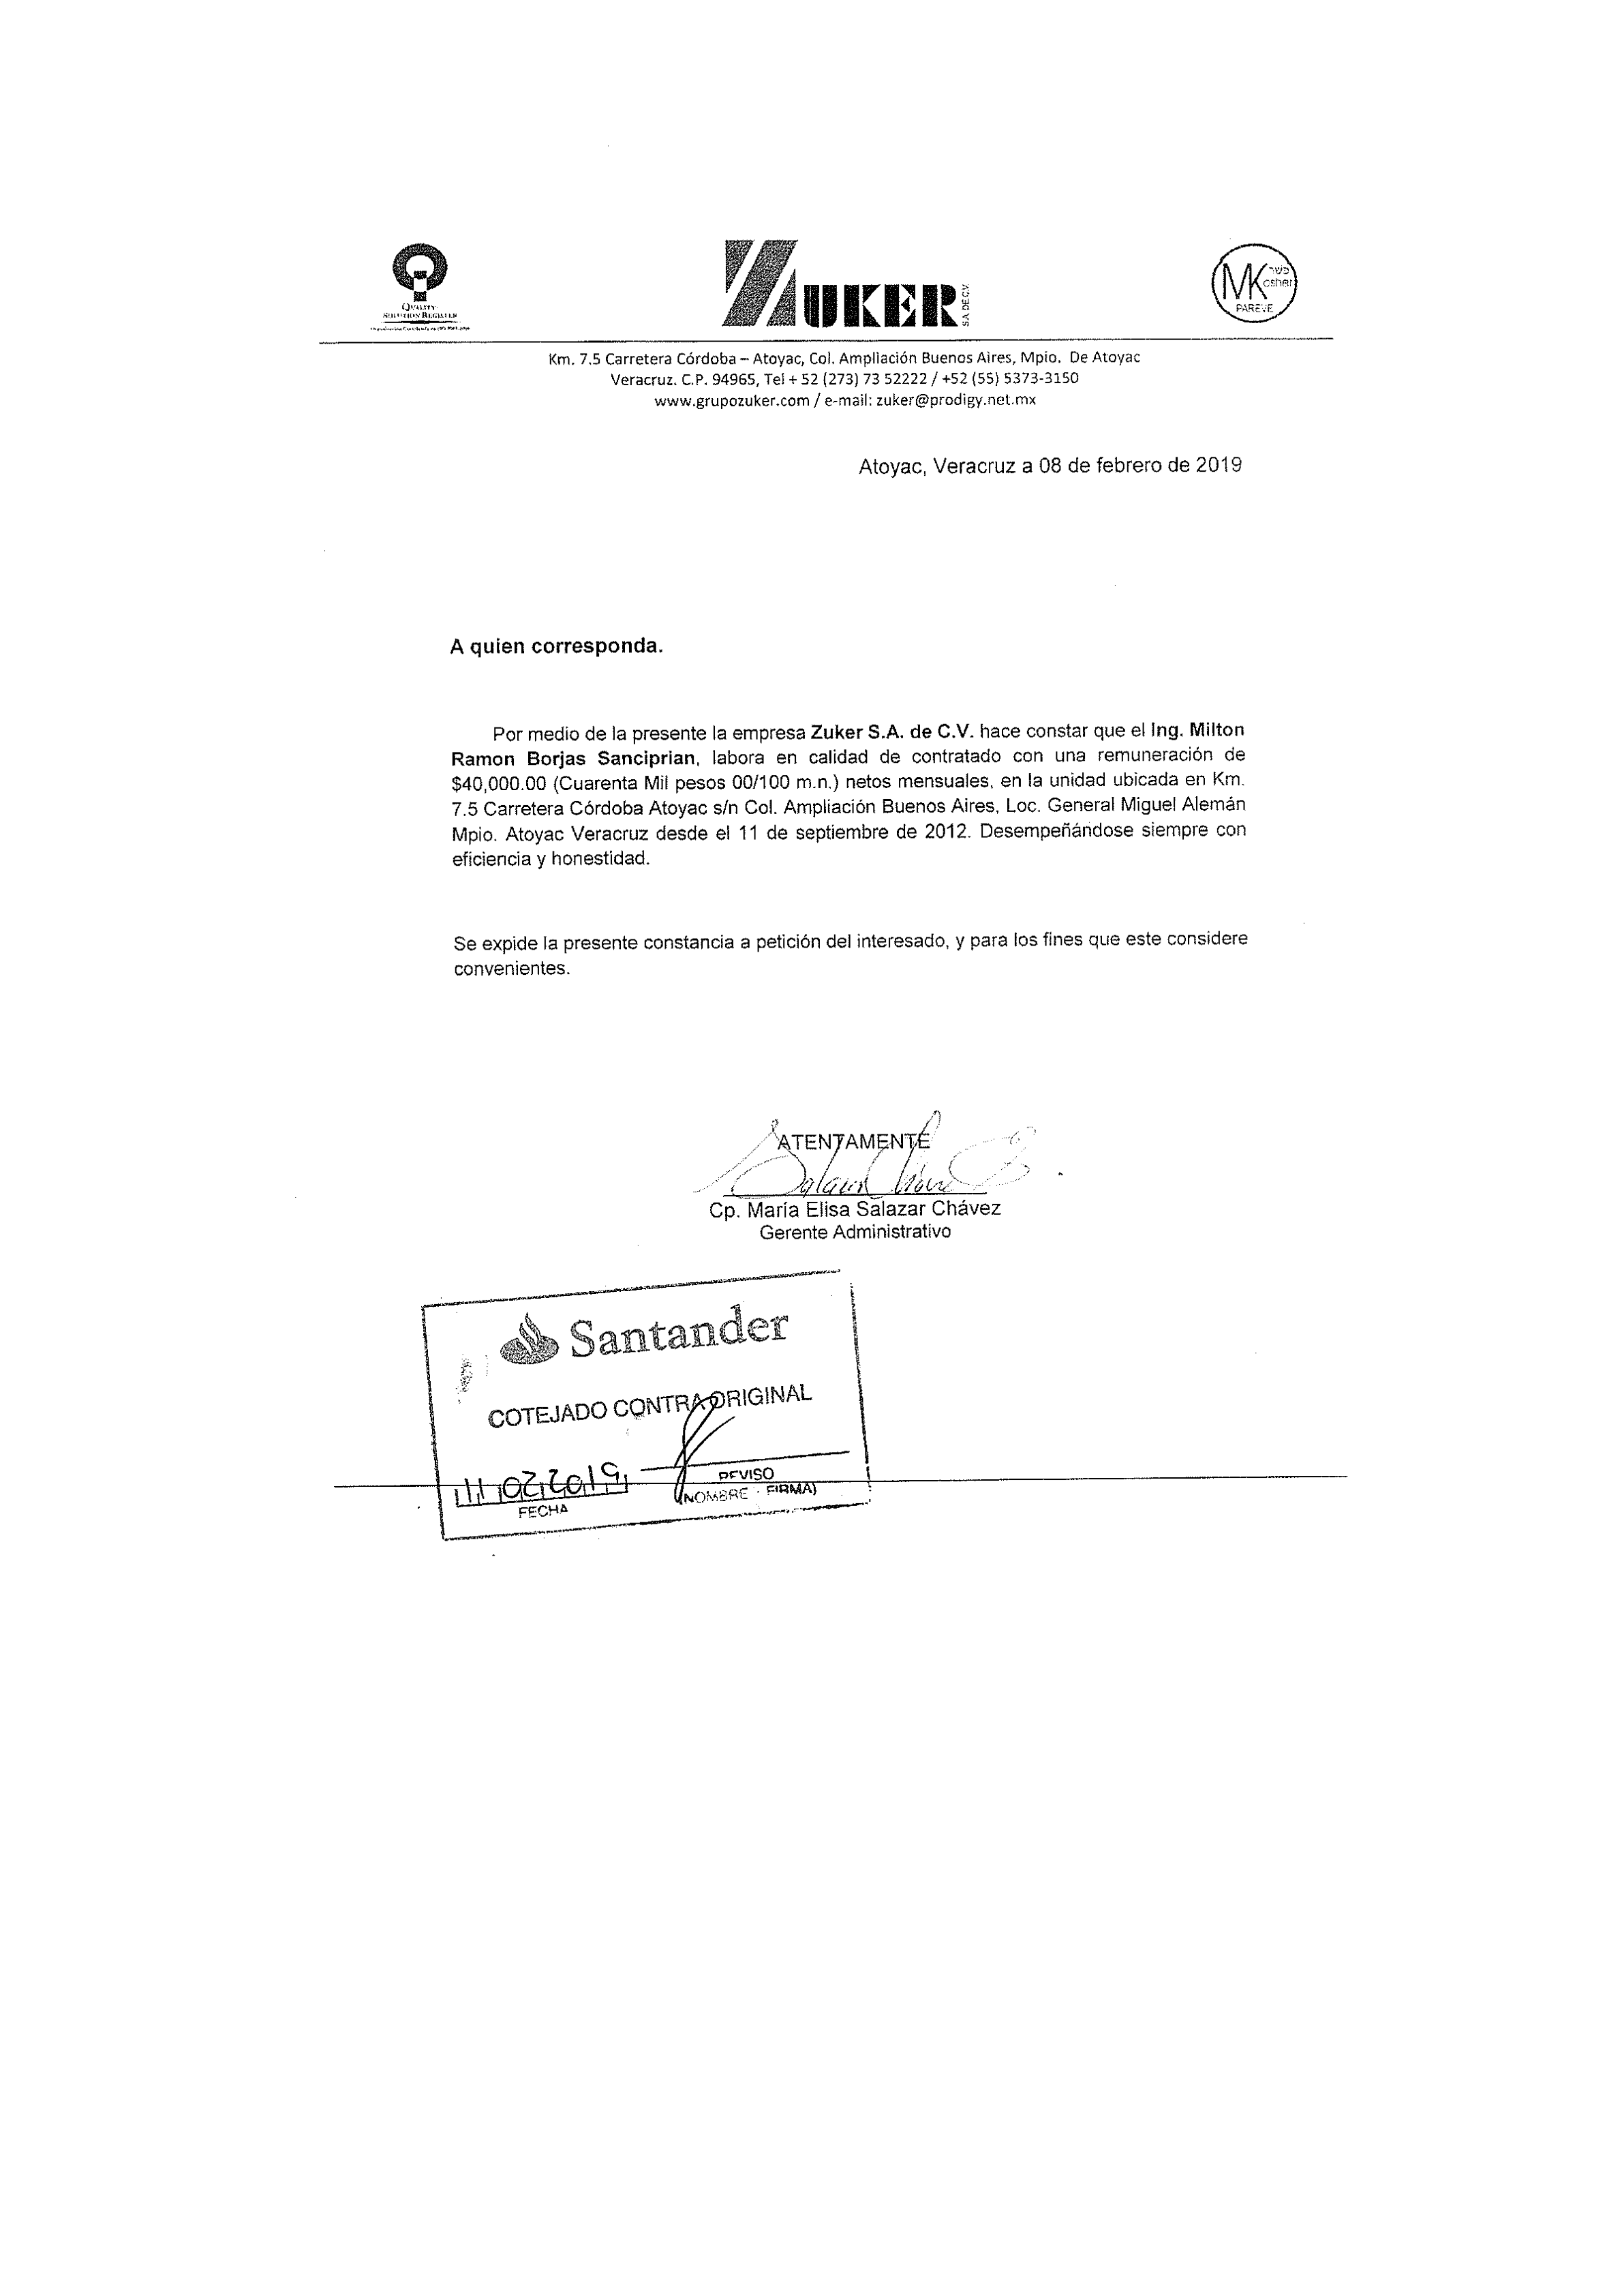 QUALITY
SOLUTION REGISTER
ZUKER S.A. DE C.V.
MK osher כשר
PAREVE
Km. 7.5 Carretera Córdoba – Atoyac, Col. Ampliación Buenos Aires, Mpio. De Atoyac
Veracruz. C.P. 94965, Tel + 52 (273) 73 52222 / +52 (55) 5373-3150
www.grupozuker.com / e-mail: zuker@prodigy.net.mx
Atoyac, Veracruz a 08 de febrero de 2019
A quien corresponda.
Por medio de la presente la empresa Zuker S.A. de C.V. hace constar que el Ing. Milton
Ramon Borjas Sanciprian, labora en calidad de contratado con una remuneración de
$40,000.00 (Cuarenta Mil pesos 00/100 m.n.) netos mensuales, en la unidad ubicada en Km.
7.5 Carretera Córdoba Atoyac s/n Col. Ampliación Buenos Aires, Loc. General Miguel Alemán
Mpio. Atoyac Veracruz desde el 11 de septiembre de 2012. Desempeñándose siempre con
eficiencia y honestidad.
Se expide la presente constancia a petición del interesado, y para los fines que este considere
convenientes.
ATENTAMENTE
Cp. María Elisa Salazar Chávez
Gerente Administrativo
Santander
COTEJADO CONTRA ORIGINAL
11 02 2019
FECHA
REVISO
(NOMBRE - FIRMA)